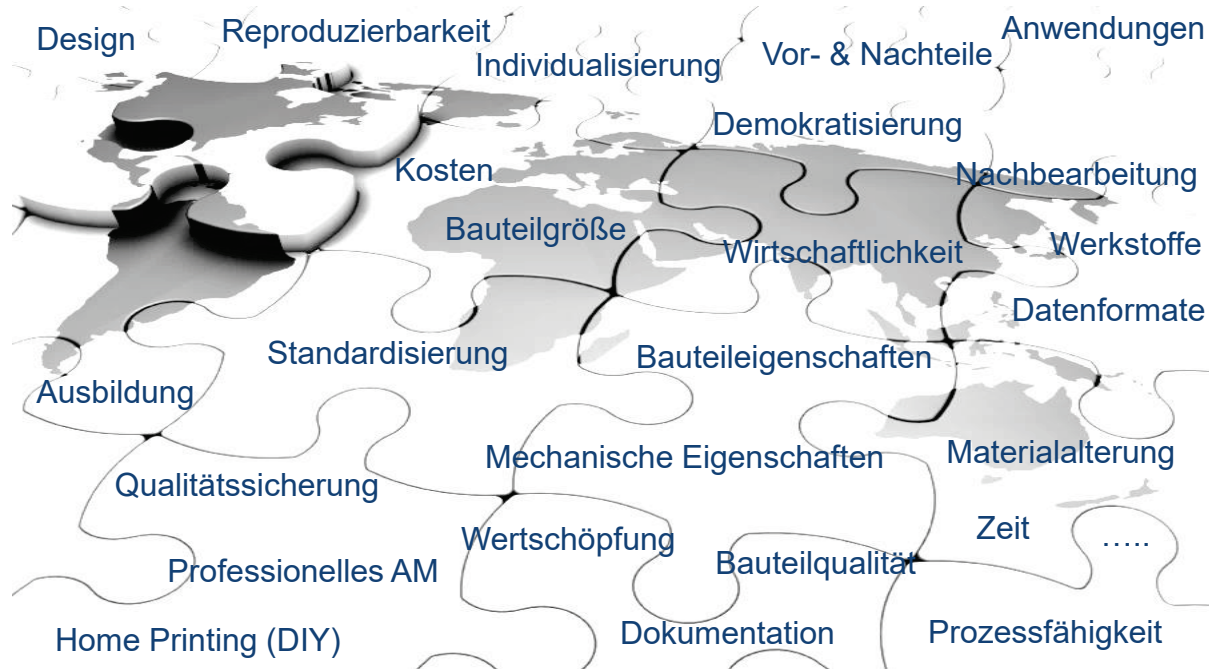 Design
Reproduzierbarkeit
Individualisierung
Vor- & Nachteile
Anwendungen
Demokratisierung
Kosten
Nachbearbeitung
Bauteilgröße
Wirtschaftlichkeit
Werkstoffe
Datenformate
Standardisierung
Bauteileigenschaften
Ausbildung
Mechanische Eigenschaften
Materialalterung
Qualitätssicherung
Zeit
…..
Wertschöpfung
Bauteilqualität
Professionelles AM
Home Printing (DIY)
Dokumentation
Prozessfähigkeit